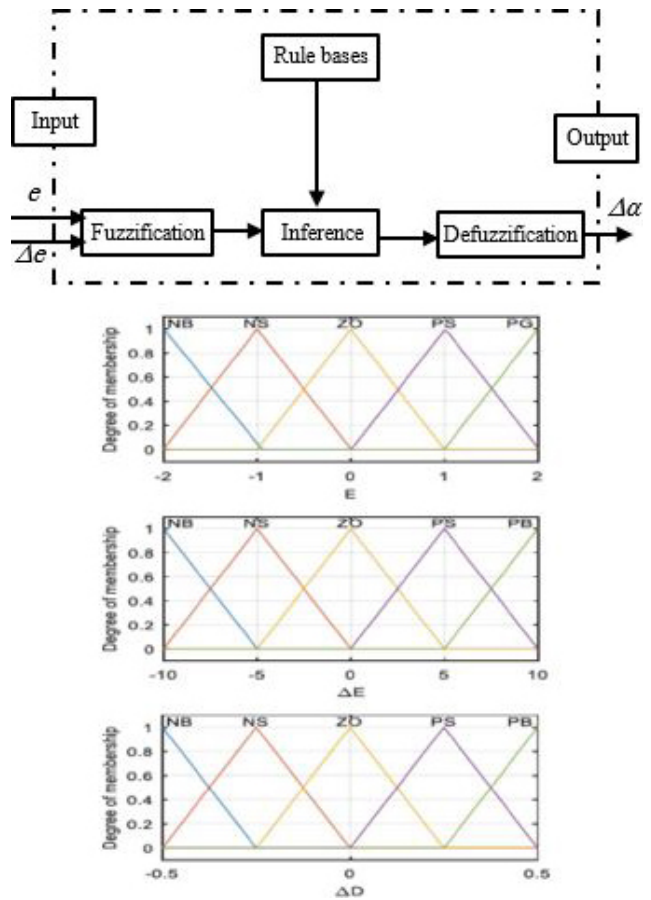 Rule bases
Input
Output
e
Δe
Fuzzification
Inference
Defuzzification
Δα
NB NS ZO PS PG
Degree of membership
1
0.8
0.6
0.4
0.2
0
-2 -1 0 1 2
E
NB NS ZO PS PB
Degree of membership
1
0.8
0.6
0.4
0.2
0
-10 -5 0 5 10
ΔE
NB NS ZO PS PB
Degree of membership
1
0.8
0.6
0.4
0.2
0
-0.5 0 0.5
ΔD